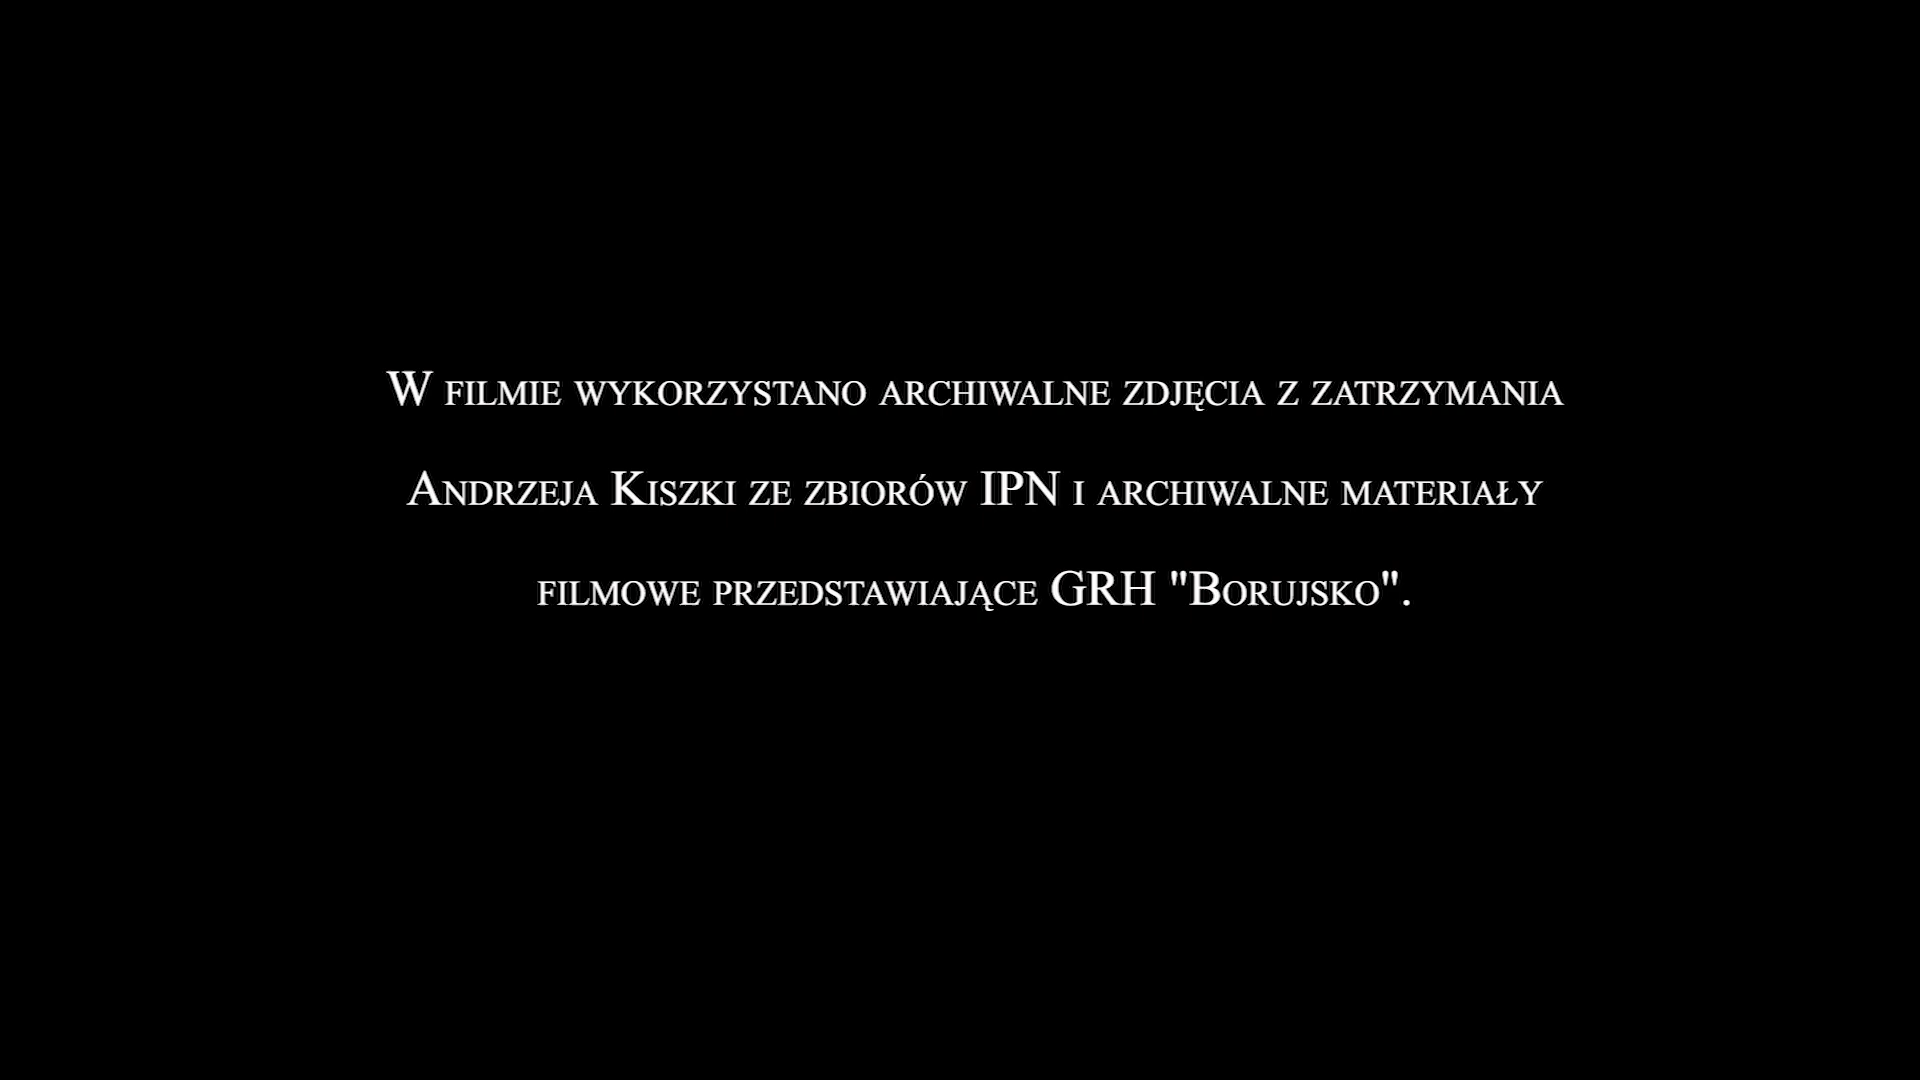 W FILMIE WYKORZYSTANO ARCHIWALNE ZDJĘCIA Z ZATRZYMANIA
ANDRZEJA KISZKI ZE ZBIORÓW IPN I ARCHIWALNE MATERIAŁY
FILMOWE PRZEDSTAWIAJĄCE GRH "BORUJSKO".